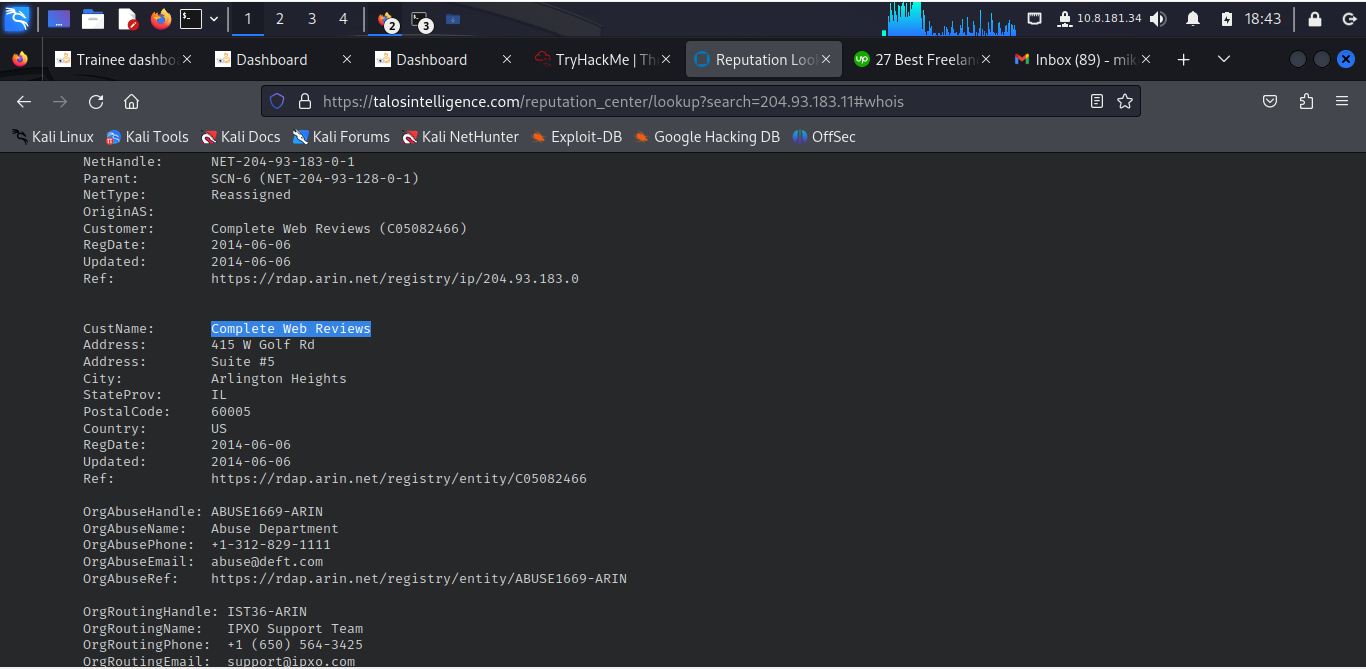 1 2 3 4 2 3 10.8.181.34 18:43
Trainee dashbo Dashboard Dashboard TryHackMe | Th Reputation Loo 27 Best Freelan Inbox (89) - mik
https://talosintelligence.com/reputation_center/lookup?search=204.93.183.11#whois
Kali Linux Kali Tools Kali Docs Kali Forums Kali NetHunter Exploit-DB Google Hacking DB OffSec
NetHandle: NET-204-93-183-0-1
Parent: SCN-6 (NET-204-93-128-0-1)
NetType: Reassigned
OriginAS:
Customer: Complete Web Reviews (C05082466)
RegDate: 2014-06-06
Updated: 2014-06-06
Ref: https://rdap.arin.net/registry/ip/204.93.183.0
CustName: Complete Web Reviews
Address: 415 W Golf Rd
Address: Suite #5
City: Arlington Heights
StateProv: IL
PostalCode: 60005
Country: US
RegDate: 2014-06-06
Updated: 2014-06-06
Ref: https://rdap.arin.net/registry/entity/C05082466
OrgAbuseHandle: ABUSE1669-ARIN
OrgAbuseName: Abuse Department
OrgAbusePhone: +1-312-829-1111
OrgAbuseEmail: abuse@deft.com
OrgAbuseRef: https://rdap.arin.net/registry/entity/ABUSE1669-ARIN
OrgRoutingHandle: IST36-ARIN
OrgRoutingName: IPXO Support Team
OrgRoutingPhone: +1 (650) 564-3425
OrgRoutingEmail: support@ipxo.com